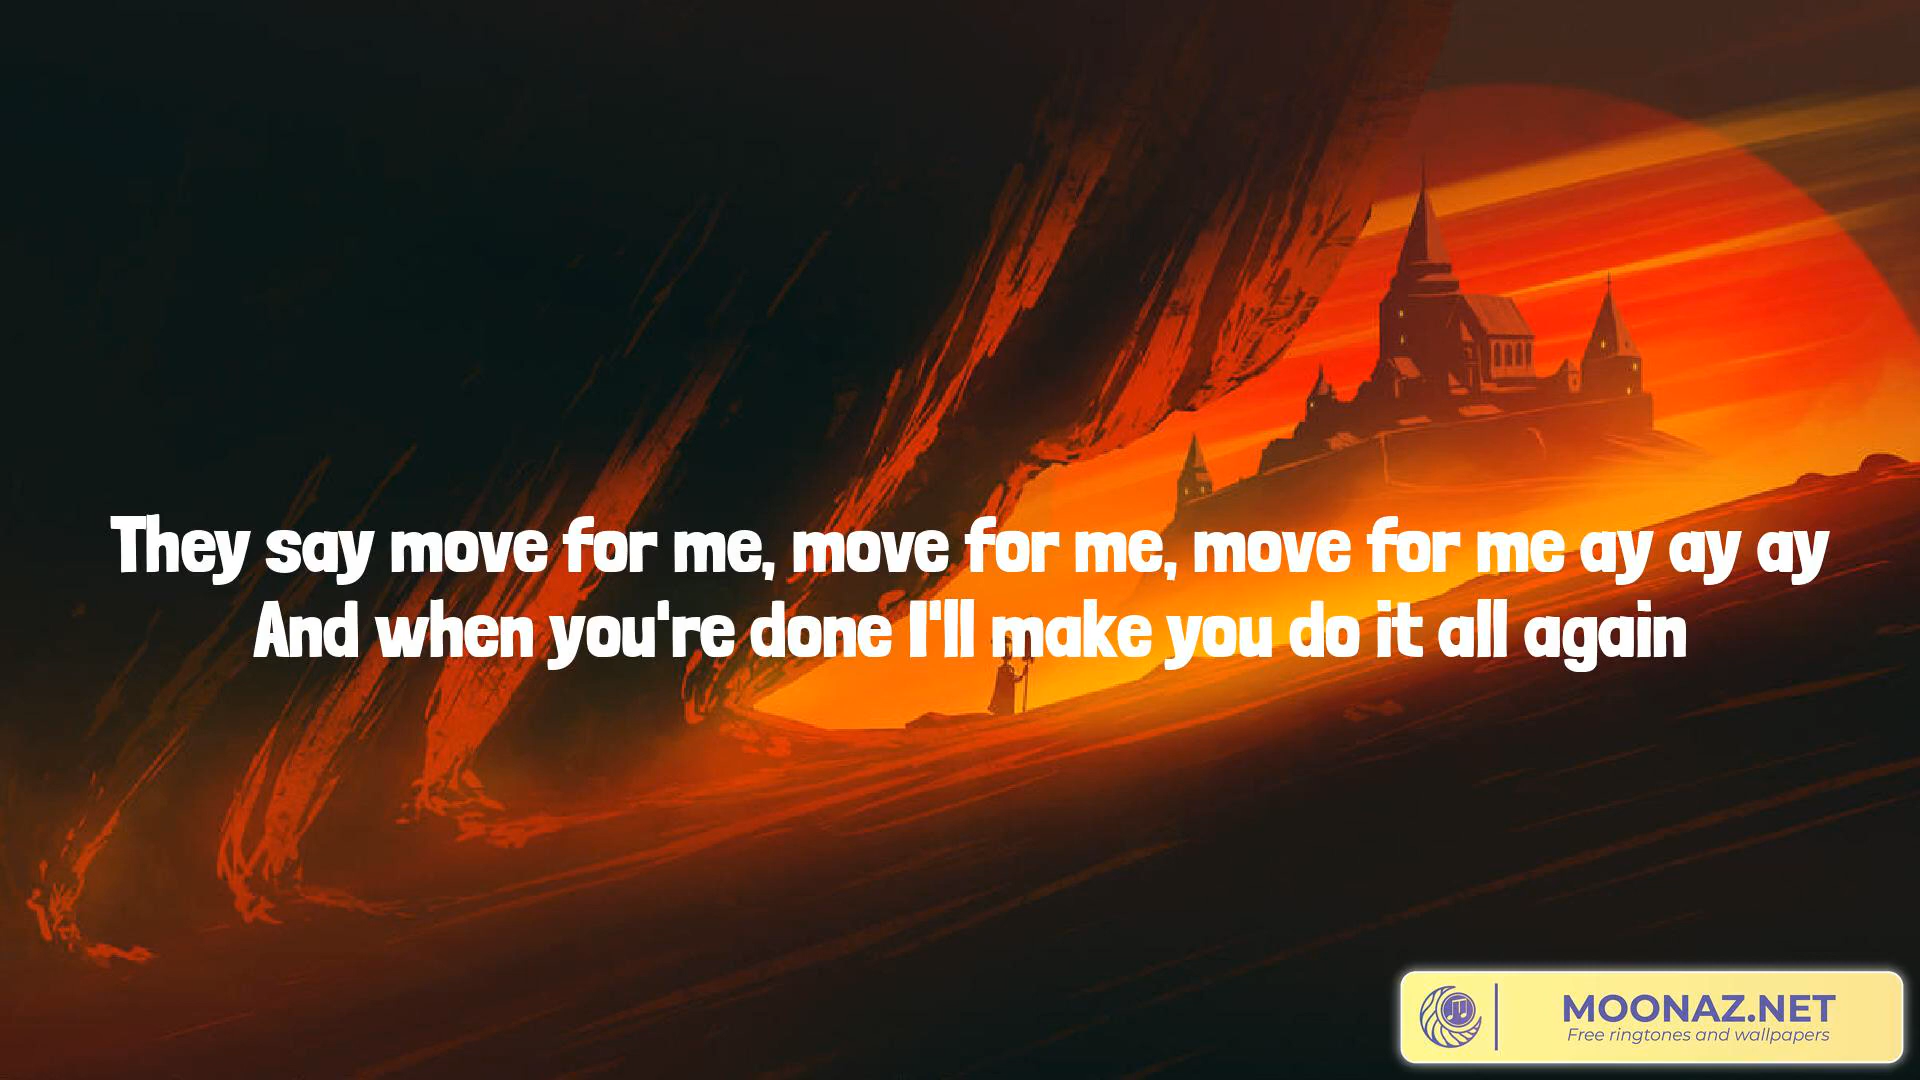 They say move for me, move for me, move for me ay ay ay
And when you're done I'll make you do it all again
MOONAZ.NET
Free ringtones and wallpapers